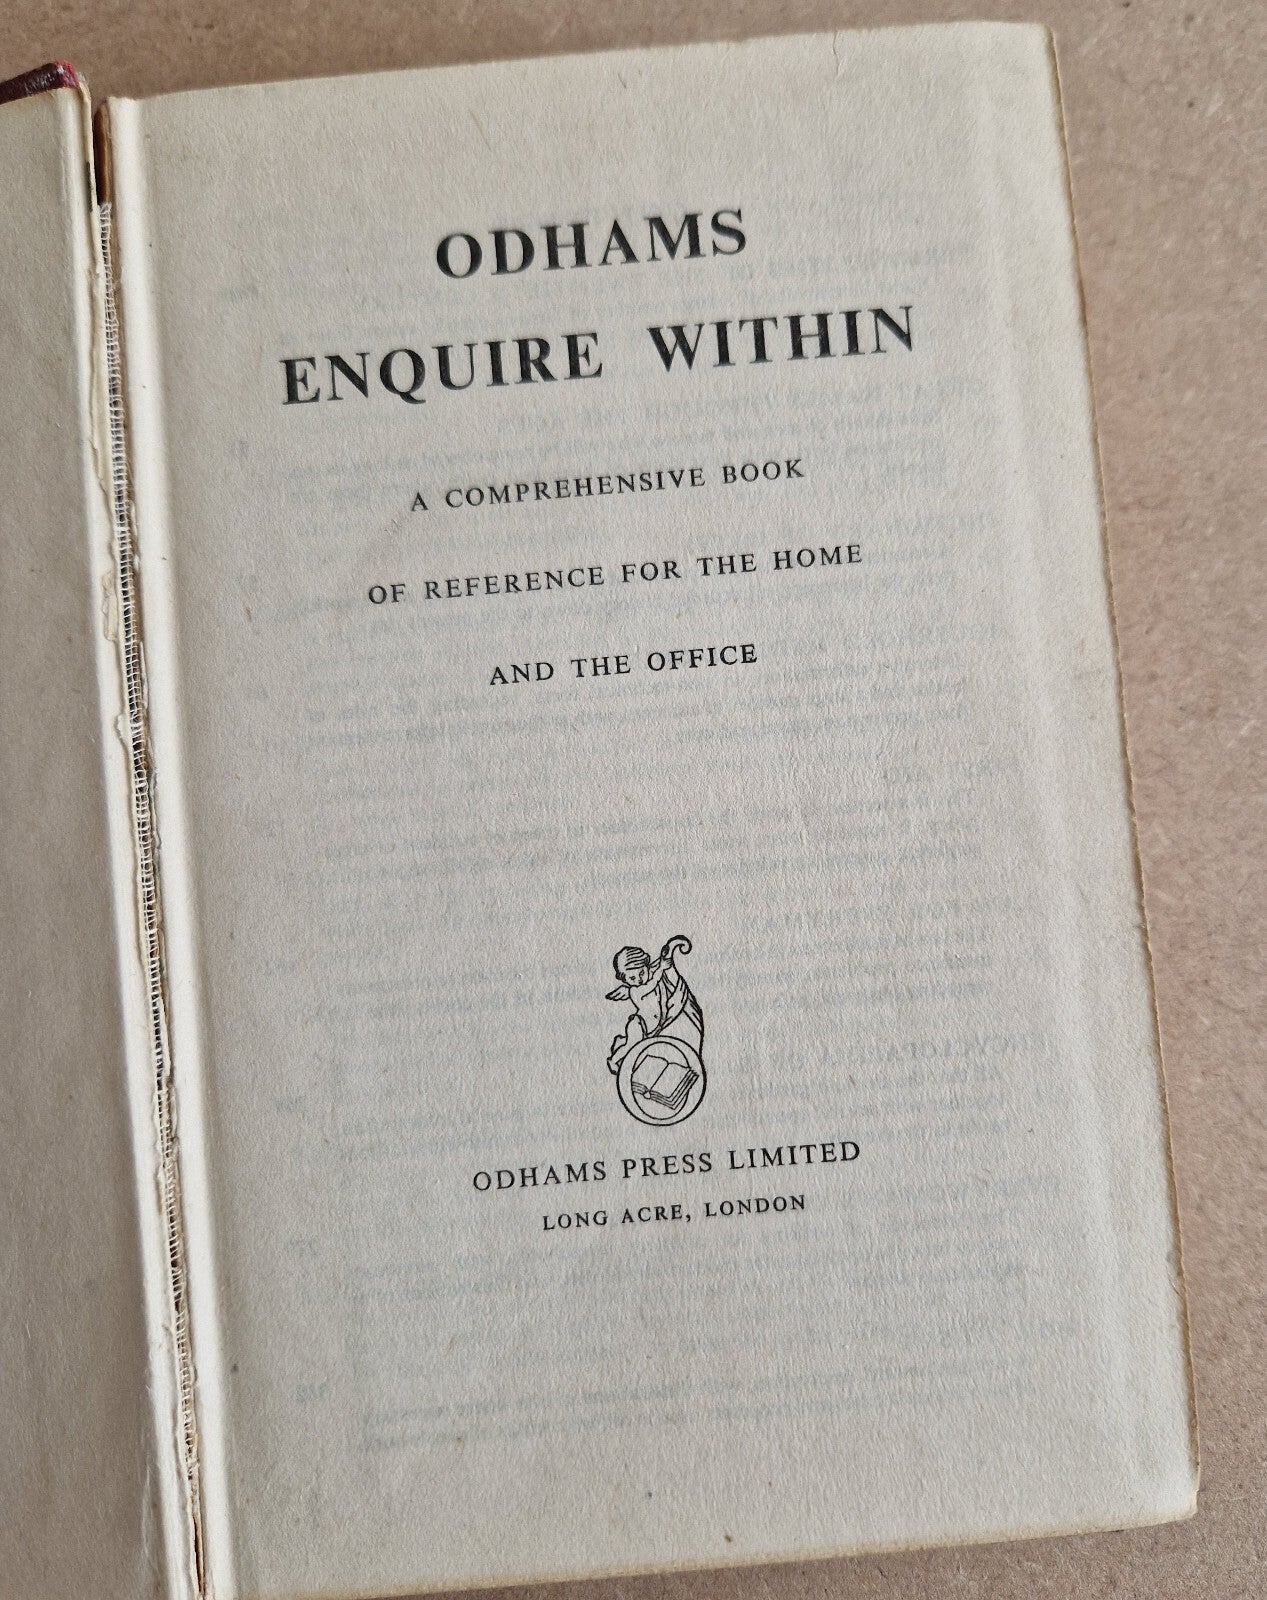 ODHAMS
ENQUIRE WITHIN
A COMPREHENSIVE BOOK
OF REFERENCE FOR THE HOME
AND THE OFFICE
ODHAMS PRESS LIMITED
LONG ACRE, LONDON